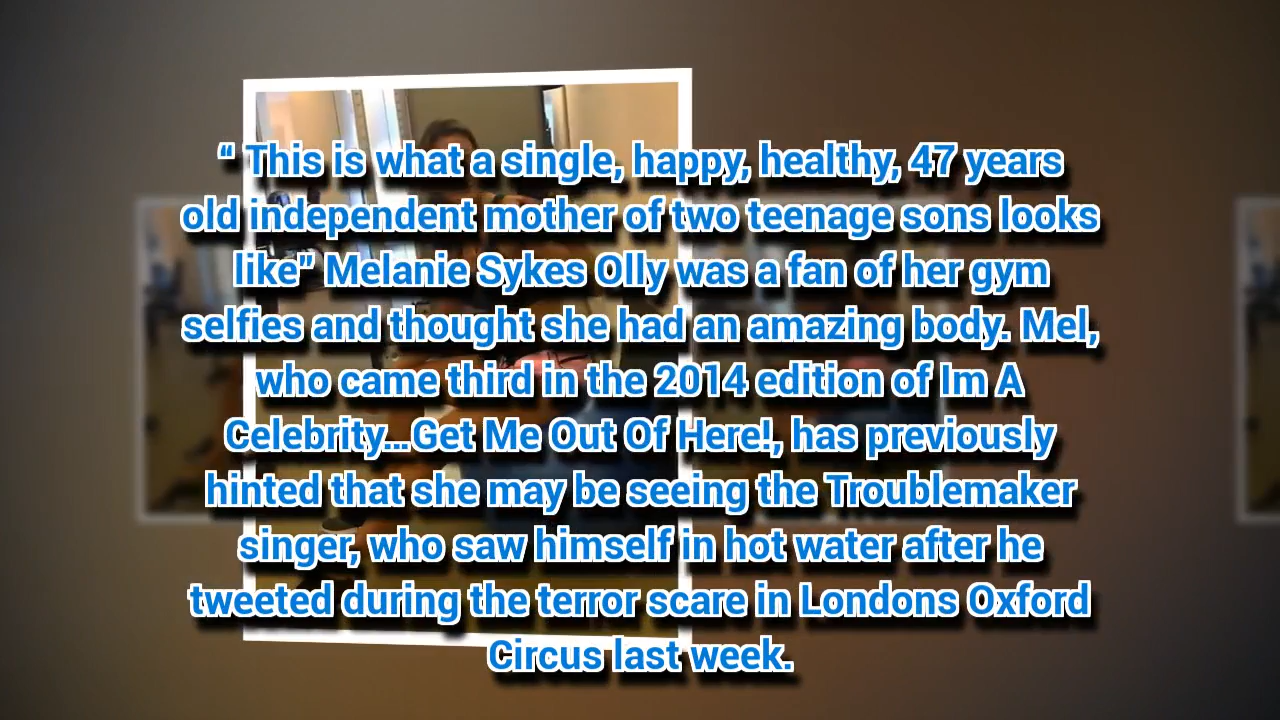 “ This is what a single, happy, healthy, 47 years
old independent mother of two teenage sons looks
like” Melanie Sykes Olly was a fan of her gym
selfies and thought she had an amazing body. Mel,
who came third in the 2014 edition of Im A
Celebrity...Get Me Out Of Here!, has previously
hinted that she may be seeing the Troublemaker
singer, who saw himself in hot water after he
tweeted during the terror scare in Londons Oxford
Circus last week.